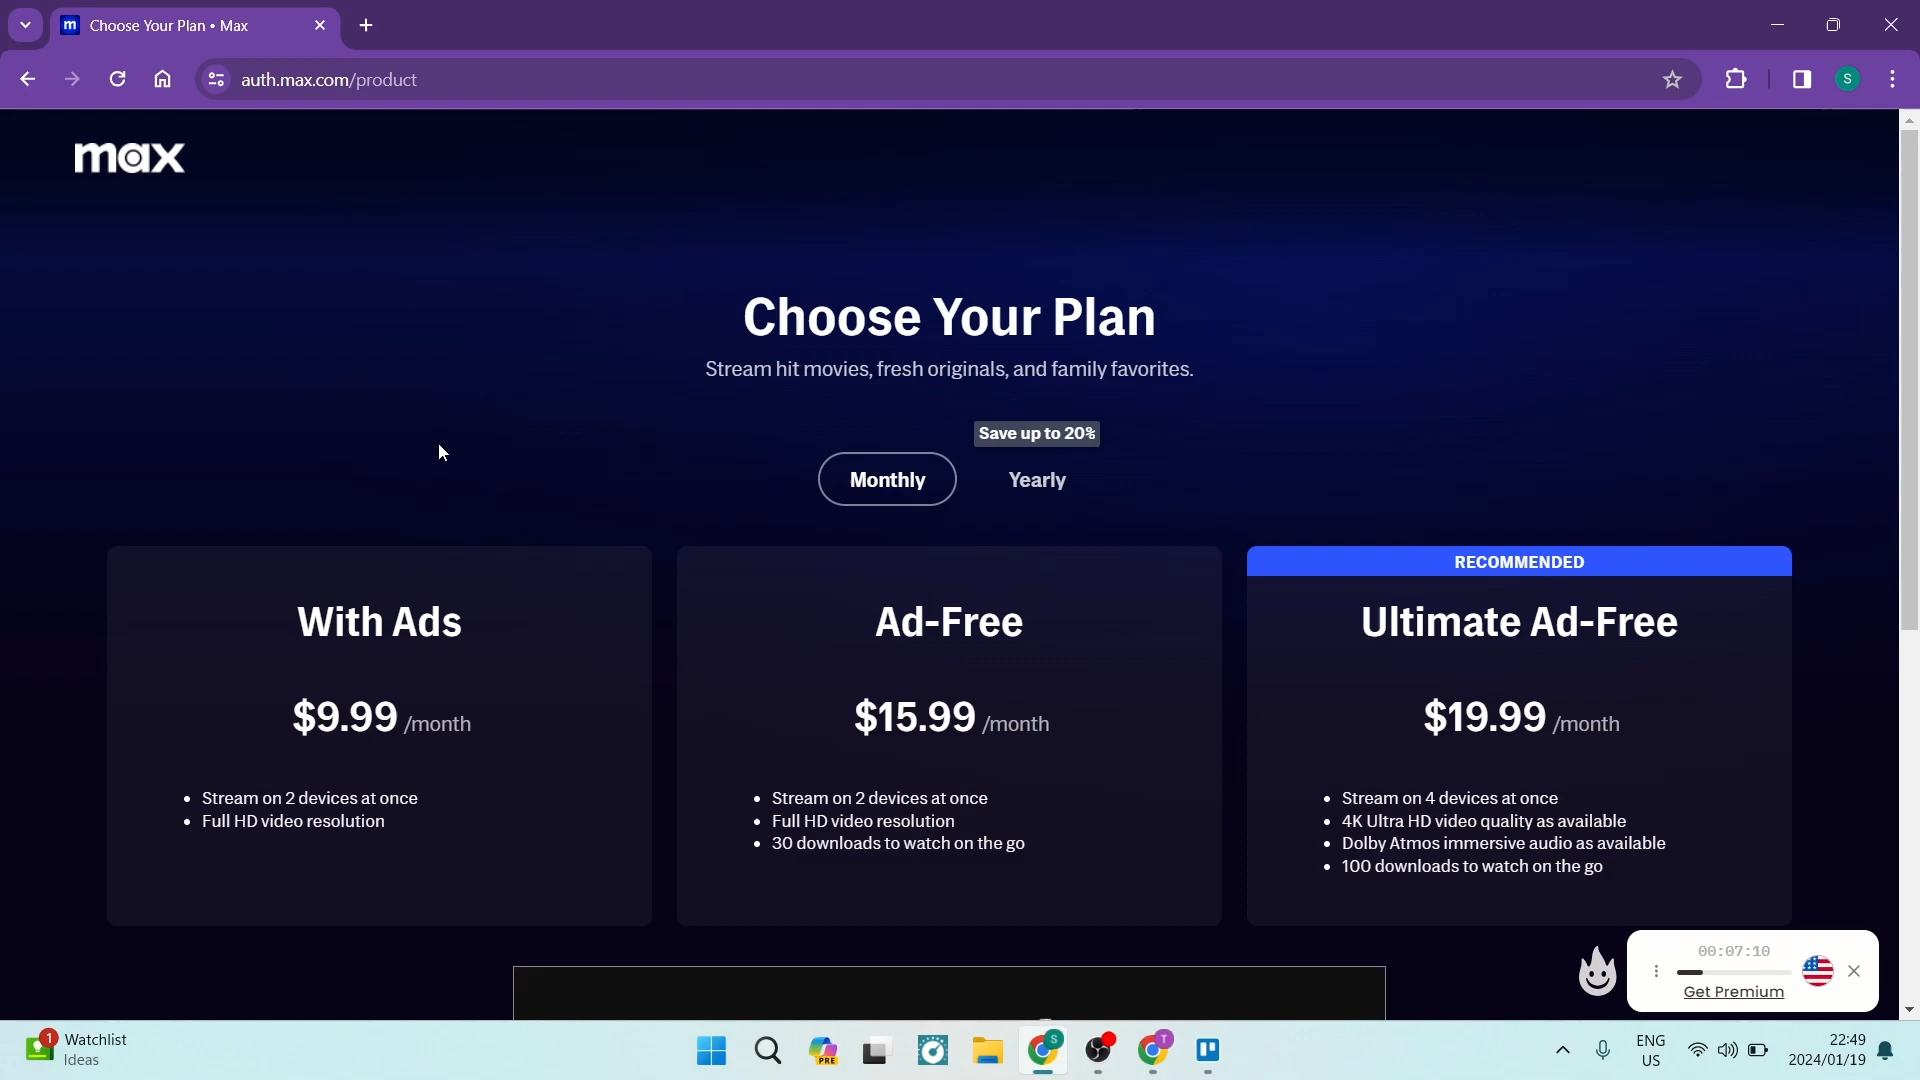 m Choose Your Plan • Max
auth.max.com/product
S
max
Choose Your Plan
Stream hit movies, fresh originals, and family favorites.
Save up to 20%
Monthly Yearly
RECOMMENDED
With Ads
$9.99 /month
• Stream on 2 devices at once
• Full HD video resolution
Ad-Free
$15.99 /month
• Stream on 2 devices at once
• Full HD video resolution
• 30 downloads to watch on the go
Ultimate Ad-Free
$19.99 /month
• Stream on 4 devices at once
• 4K Ultra HD video quality as available
• Dolby Atmos immersive audio as available
• 100 downloads to watch on the go
00:07:10
Get Premium
1 Watchlist
Ideas
PRE
S
T
ENG
US
22:49
2024/01/19